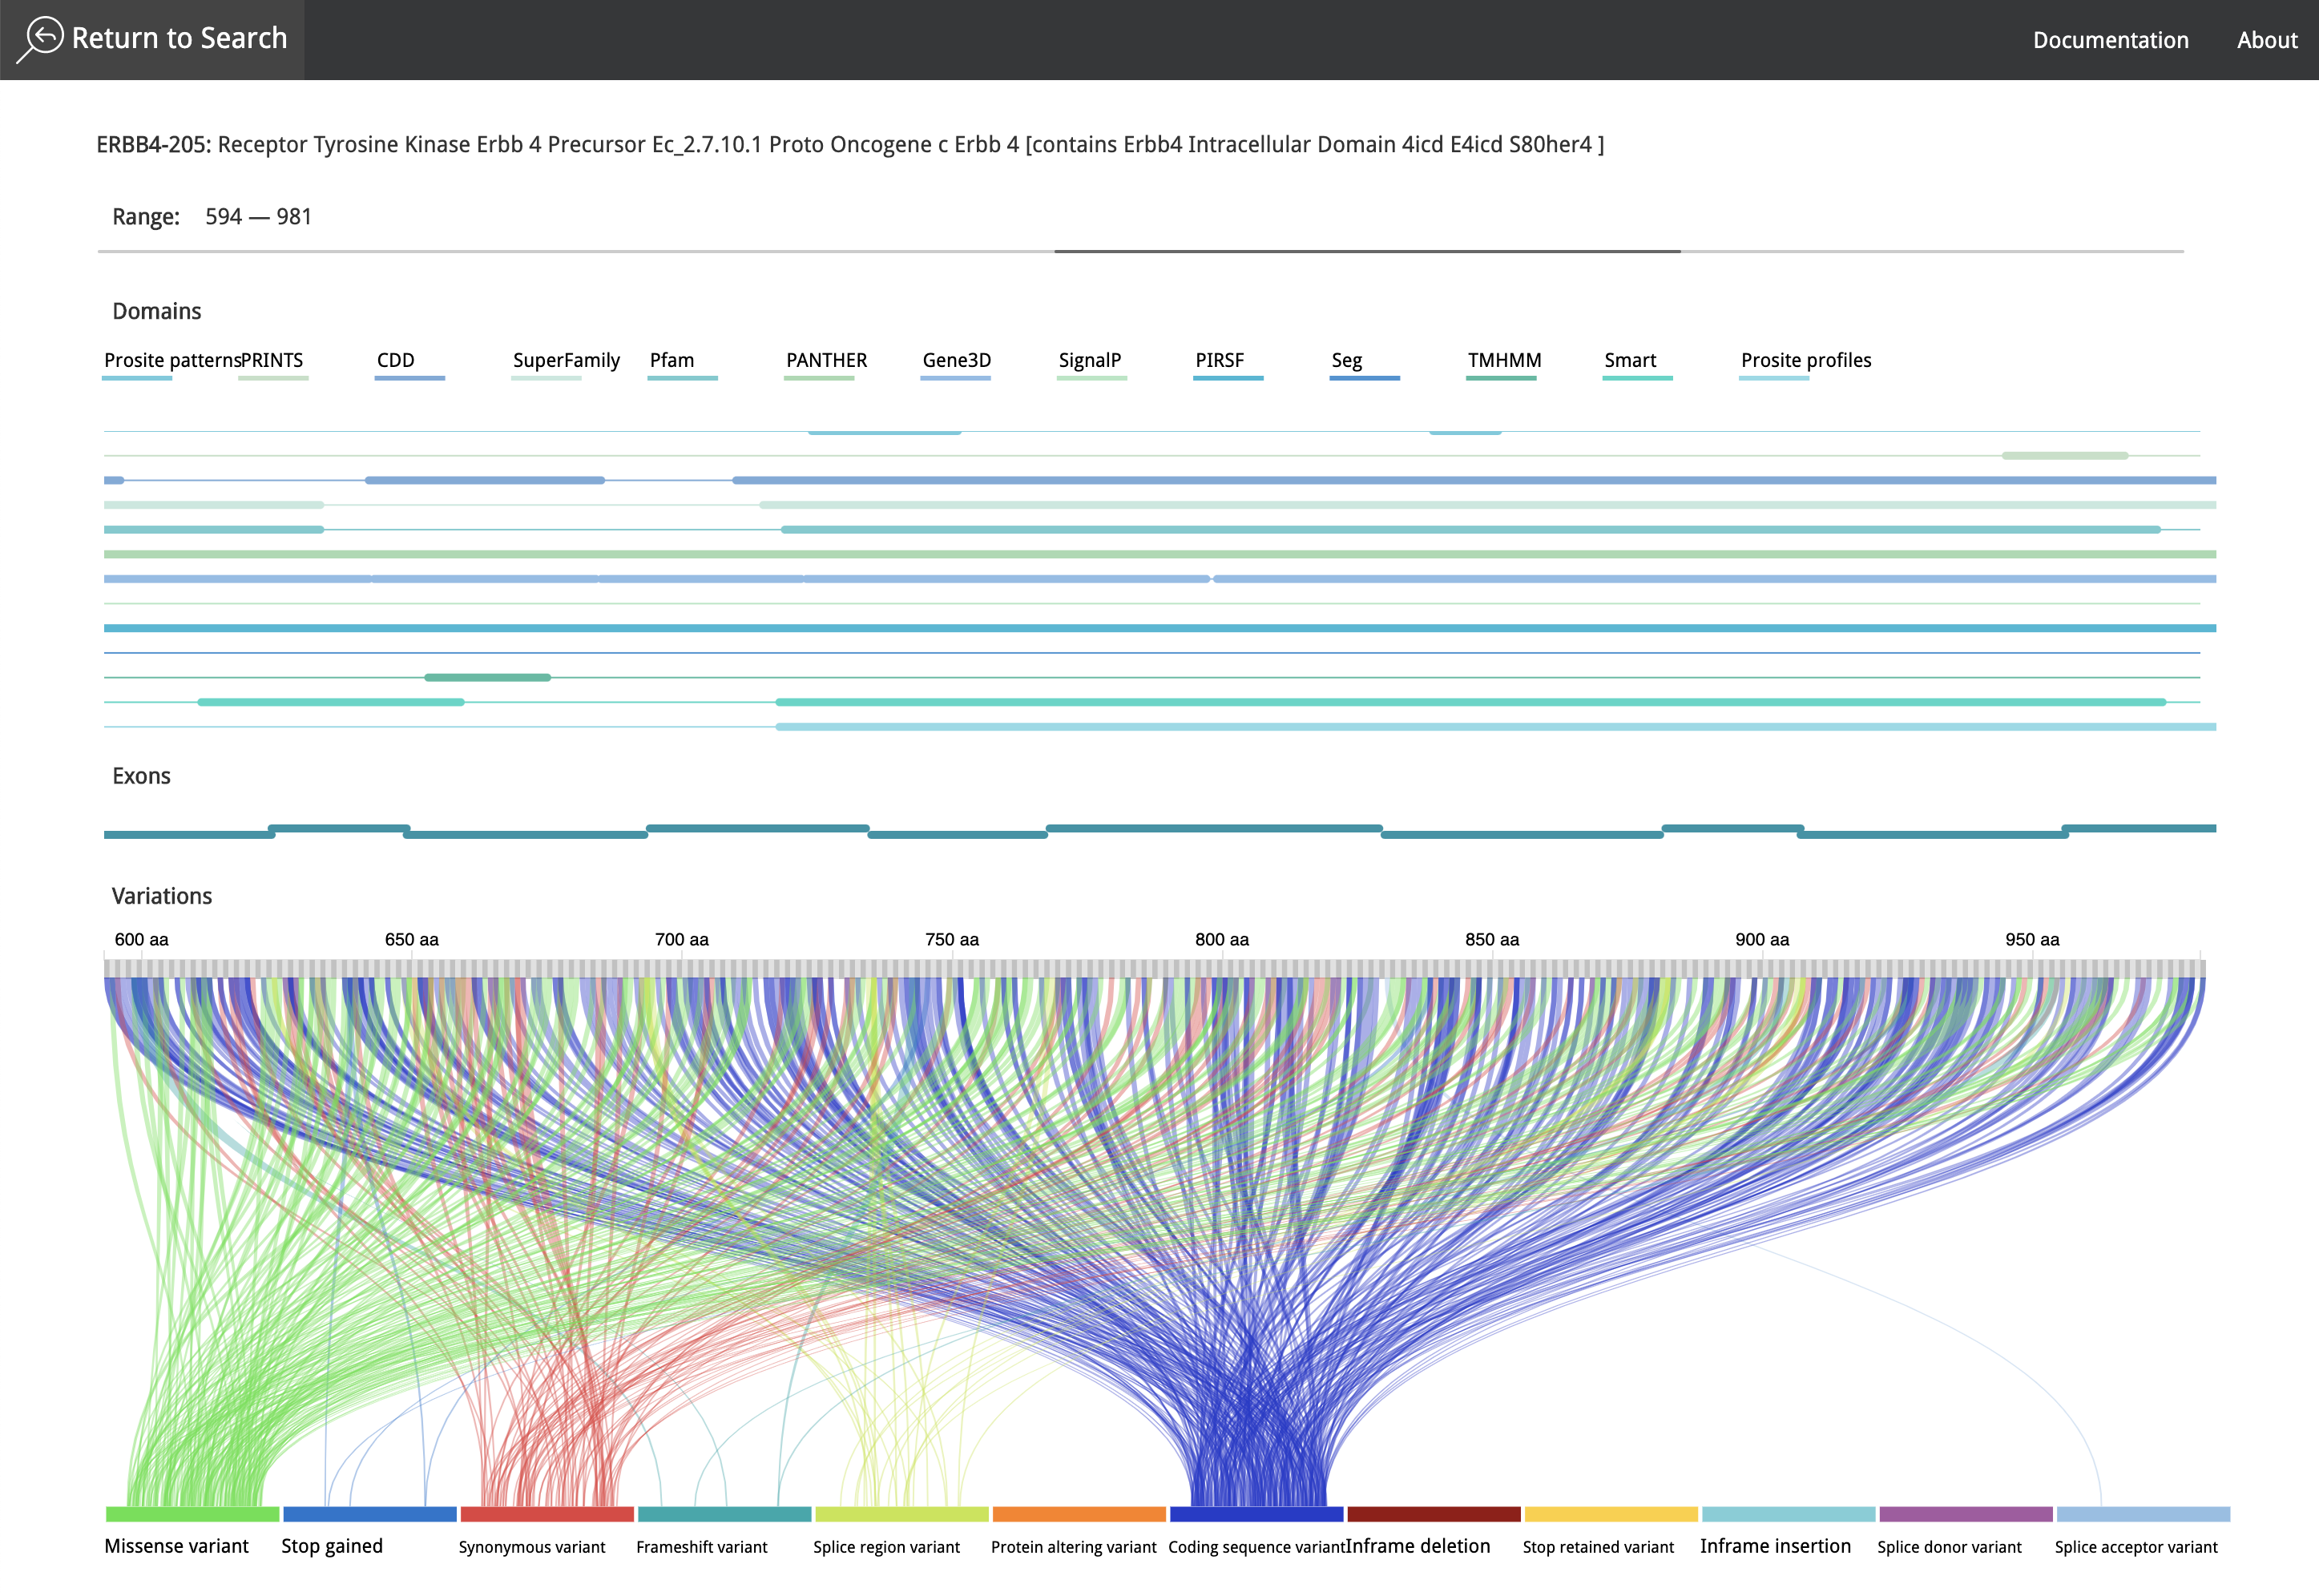 Return to Search Documentation About
ERBB4-205: Receptor Tyrosine Kinase Erbb 4 Precursor Ec_2.7.10.1 Proto Oncogene c Erbb 4 [contains Erbb4 Intracellular Domain 4icd E4icd S80her4 ]
Range: 594 — 981
Domains
Prosite patterns PRINTS CDD SuperFamily Pfam PANTHER Gene3D SignalP PIRSF Seg TMHMM Smart Prosite profiles
Exons
Variations
600 aa 650 aa 700 aa 750 aa 800 aa 850 aa 900 aa 950 aa
Missense variant Stop gained Synonymous variant Frameshift variant Splice region variant Protein altering variant Coding sequence variant Inframe deletion Stop retained variant Inframe insertion Splice donor variant Splice acceptor variant